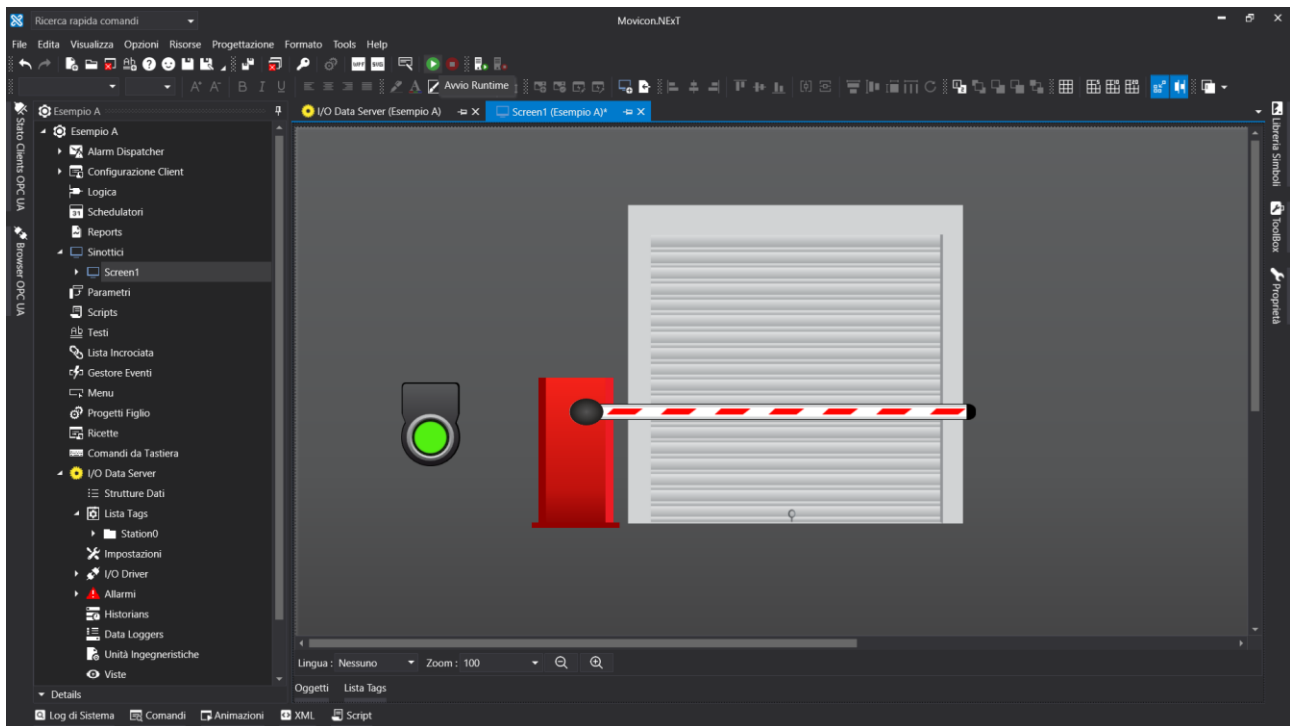 Ricerca rapida comandi
Movicon.NExT
File Edita Visualizza Opzioni Risorse Progettazione Formato Tools Help
UFF SVG
A A B I U
Avvio Runtime
Stato Clients OPC UA
Browser OPC UA
Esempio A
Esempio A
Alarm Dispatcher
Configurazione Client
Logica
31 Schedulatori
Reports
Sinottici
Screen1
Parametri
Scripts
Ab Testi
Lista Incrociata
Gestore Eventi
Menu
Progetti Figlio
Ricette
Comandi da Tastiera
I/O Data Server
Strutture Dati
Lista Tags
Station0
Impostazioni
I/O Driver
Allarmi
Historians
Data Loggers
Unità Ingegneristiche
Viste
Details
I/O Data Server (Esempio A)
Screen1 (Esempio A)*
Lingua : Nessuno
Zoom : 100
Oggetti Lista Tags
Log di Sistema Comandi Animazioni XML Script
Libreria Simboli
ToolBox
Proprietà